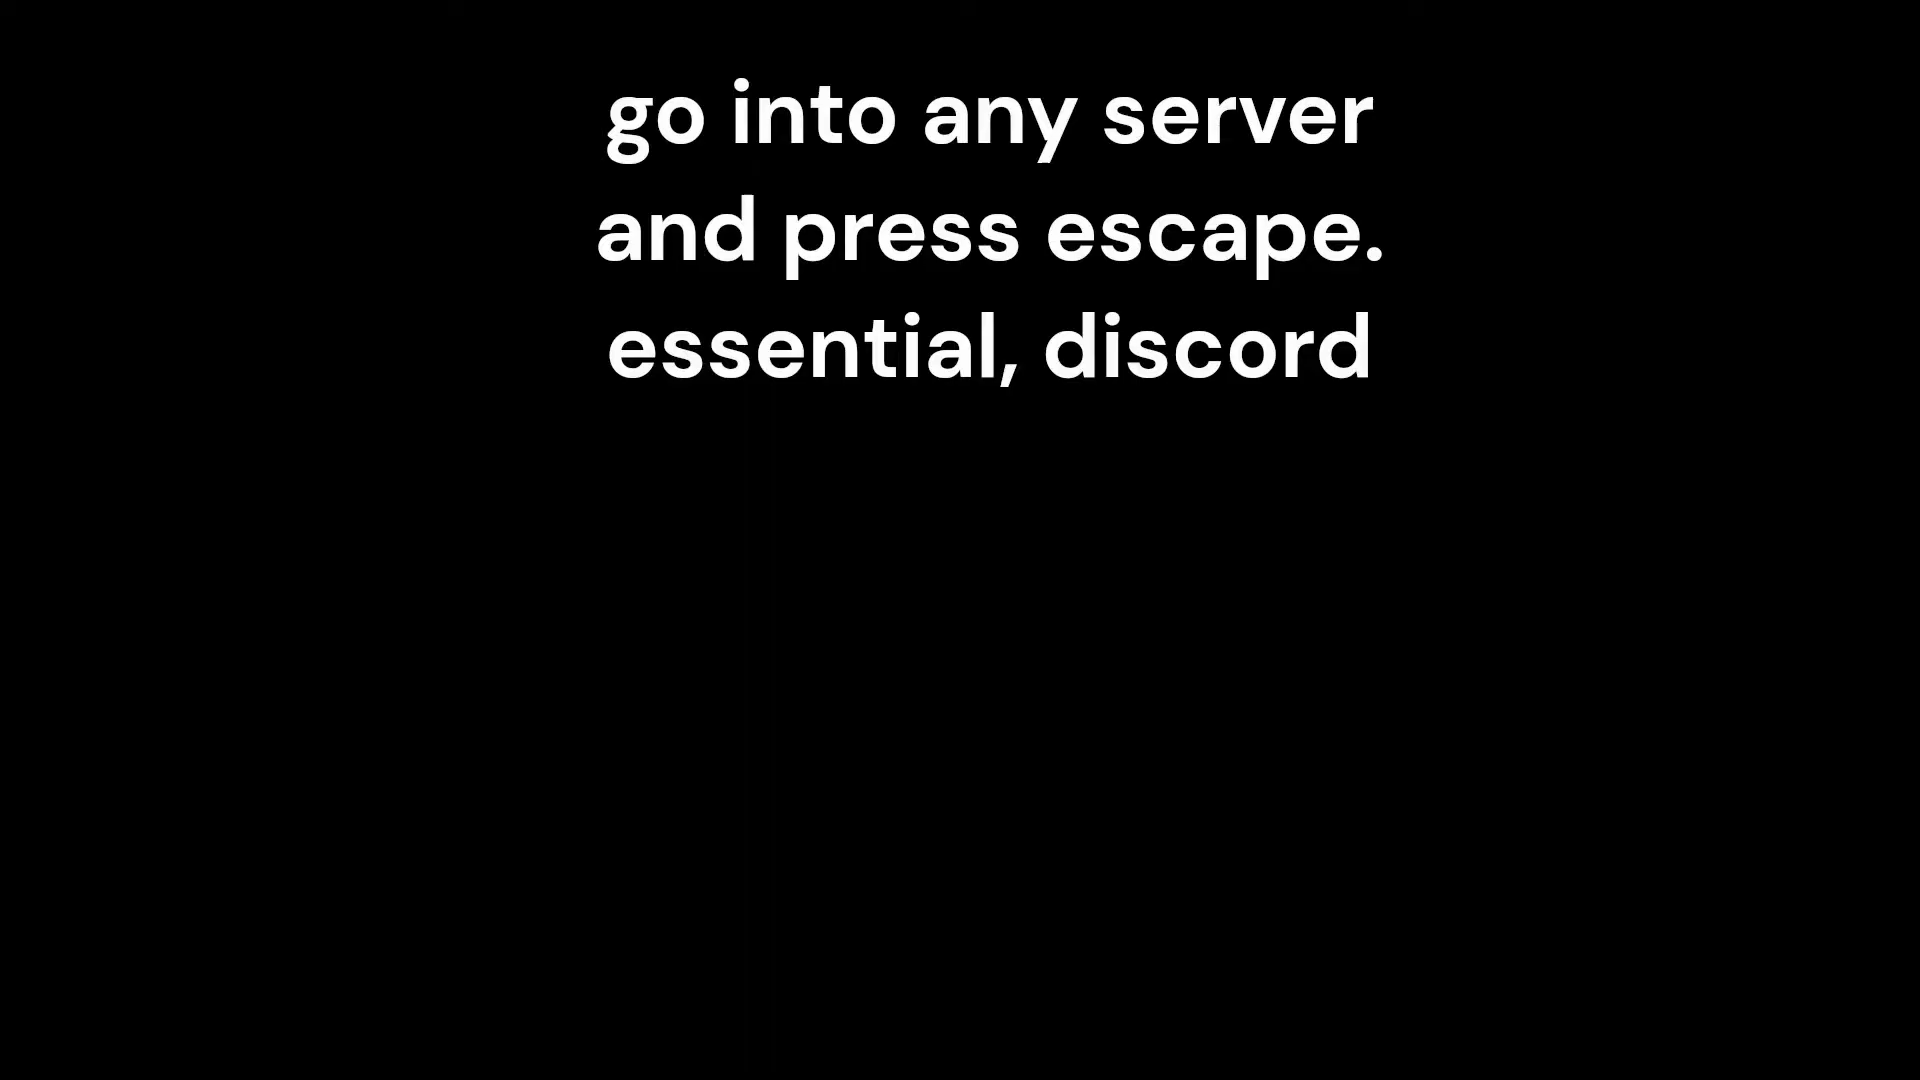 go into any server
and press escape.
essential, discord